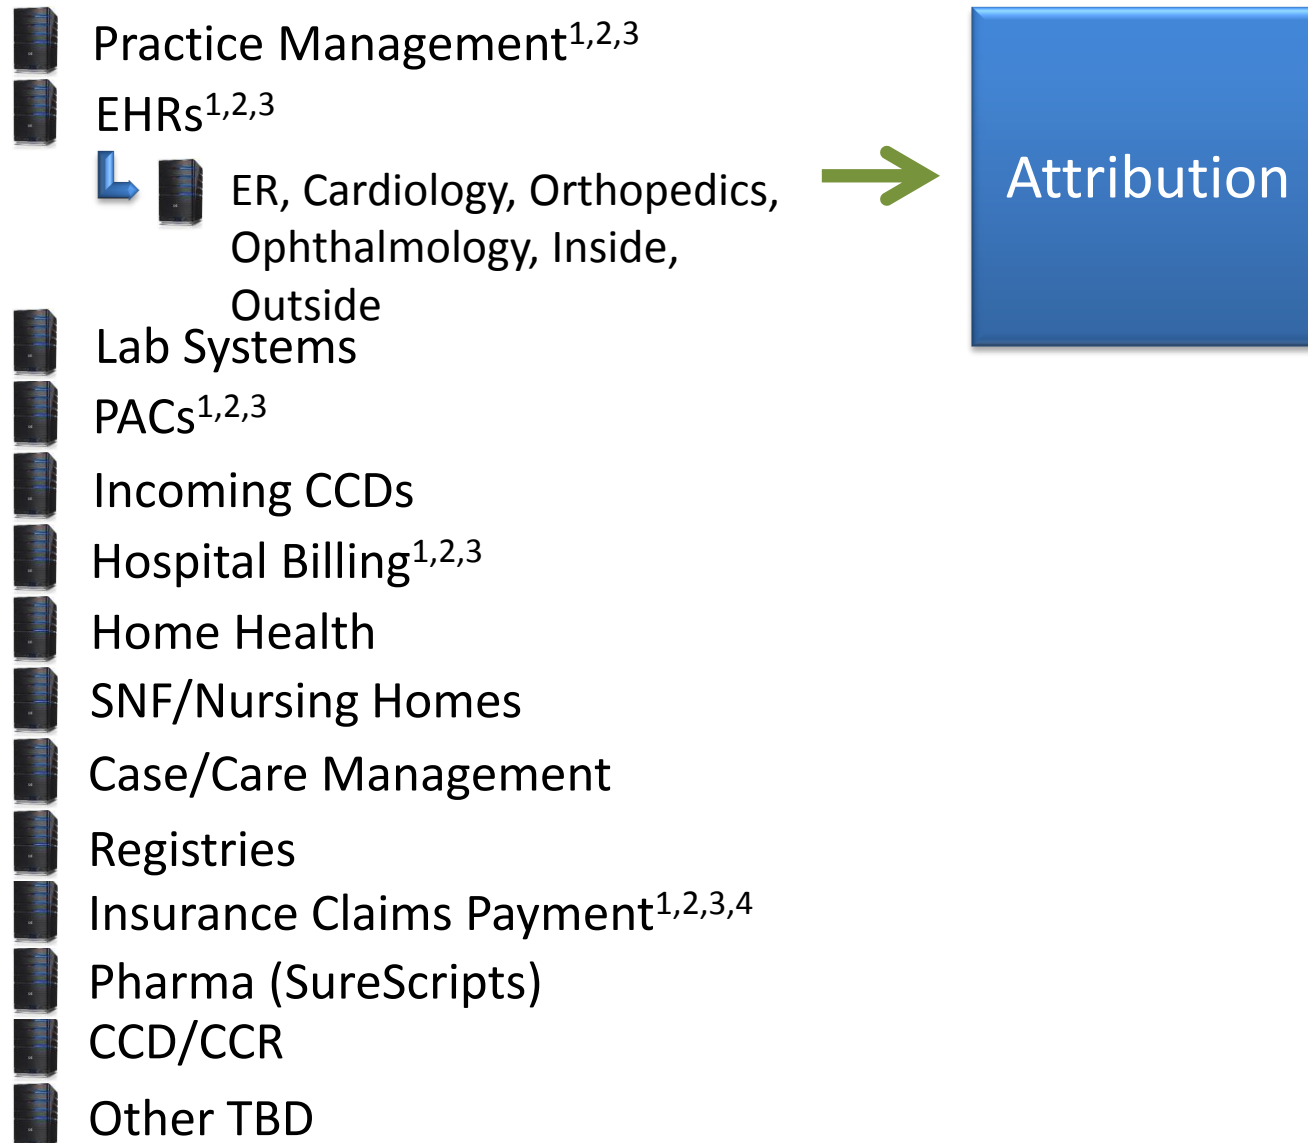 Practice Management1,2,3
EHRs1,2,3
ER, Cardiology, Orthopedics,
Ophthalmology, Inside,
Outside
Lab Systems
PACs1,2,3
Incoming CCDs
Hospital Billing1,2,3
Home Health
SNF/Nursing Homes
Case/Care Management
Registries
Insurance Claims Payment1,2,3,4
Pharma (SureScripts)
CCD/CCR
Other TBD
Attribution